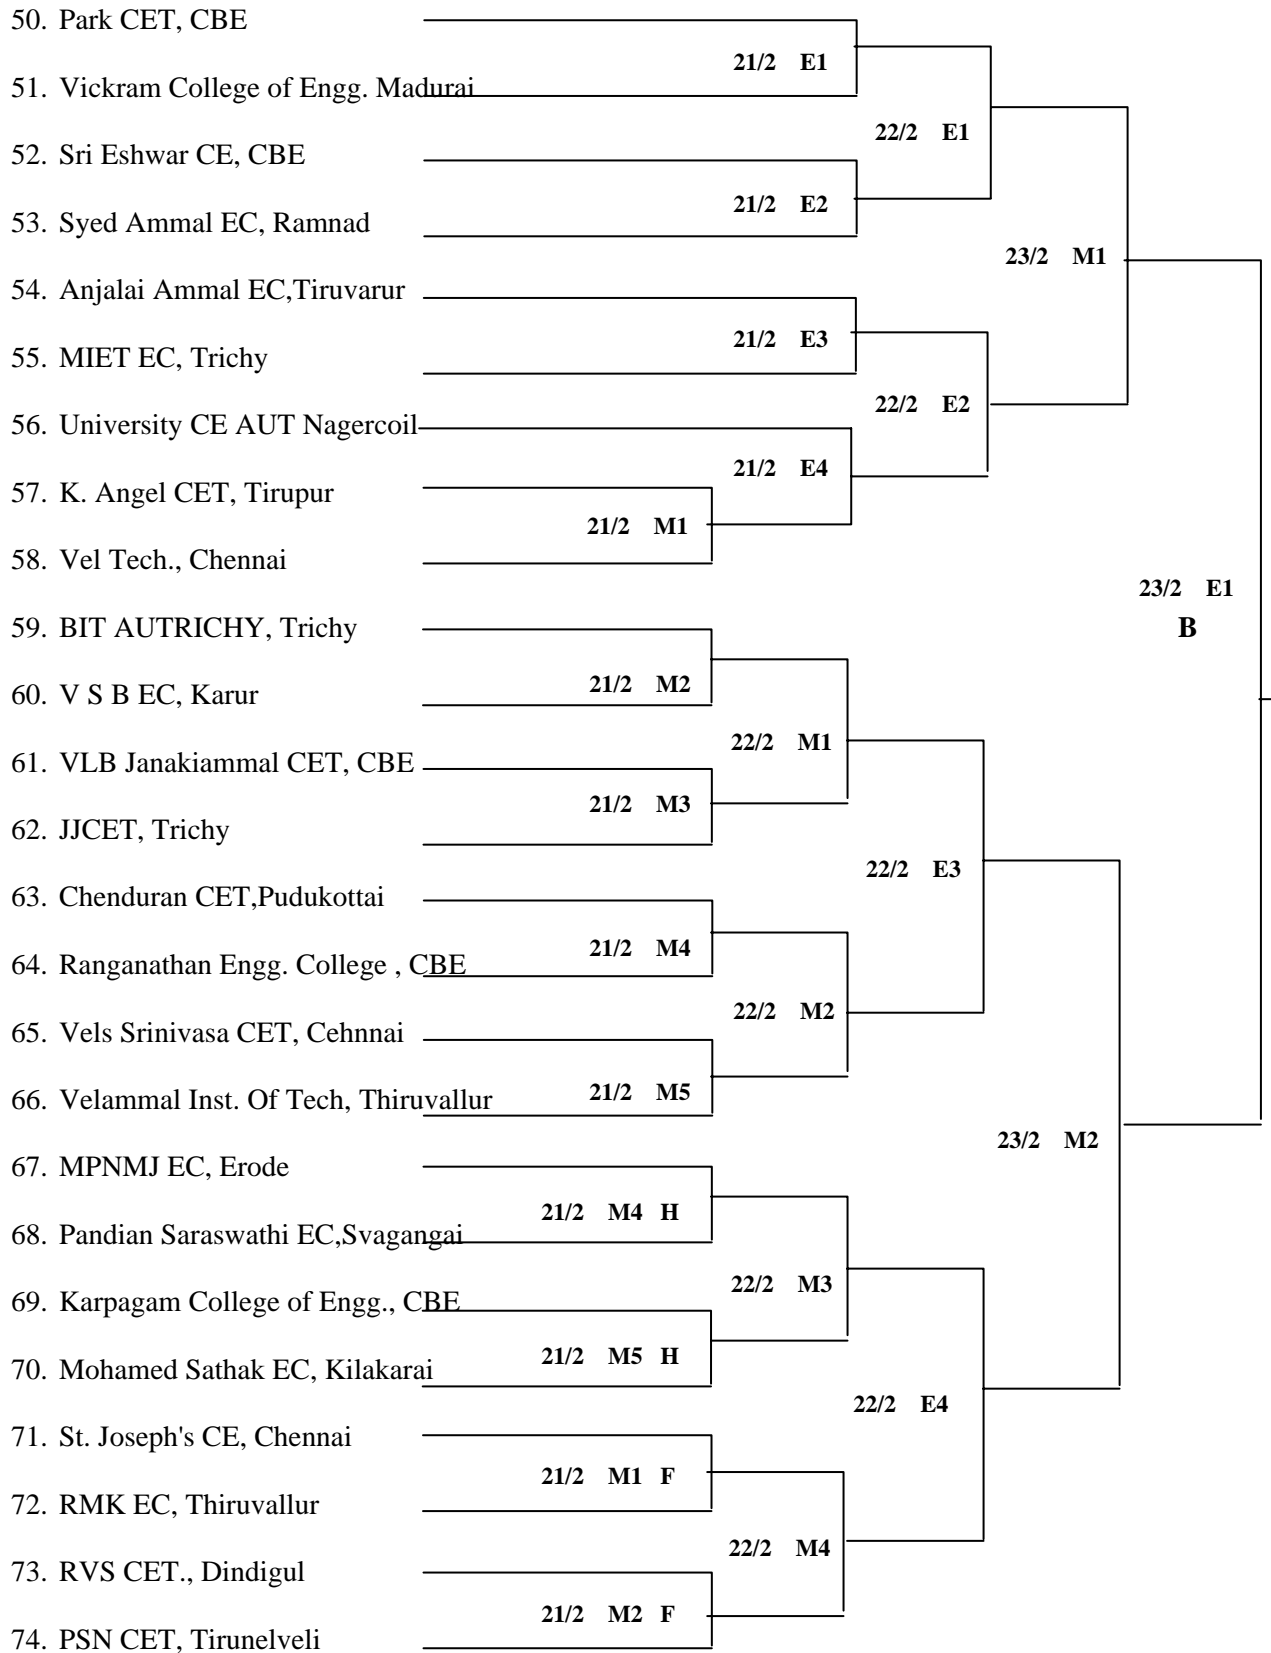 50. Park CET, CBE
21/2 E1
51. Vickram College of Engg. Madurai
22/2 E1
52. Sri Eshwar CE, CBE
21/2 E2
53. Syed Ammal EC, Ramnad
23/2 M1
54. Anjalai Ammal EC,Tiruvarur
21/2 E3
55. MIET EC, Trichy
22/2 E2
56. University CE AUT Nagercoil
21/2 E4
57. K. Angel CET, Tirupur
21/2 M1
58. Vel Tech., Chennai
23/2 E1
B
59. BIT AUTRICHY, Trichy
21/2 M2
60. V S B EC, Karur
22/2 M1
61. VLB Janakiammal CET, CBE
21/2 M3
62. JJCET, Trichy
22/2 E3
63. Chenduran CET,Pudukottai
21/2 M4
64. Ranganathan Engg. College , CBE
22/2 M2
65. Vels Srinivasa CET, Cehnnai
21/2 M5
66. Velammal Inst. Of Tech, Thiruvallur
23/2 M2
67. MPNMJ EC, Erode
21/2 M4 H
68. Pandian Saraswathi EC,Svagangai
22/2 M3
69. Karpagam College of Engg., CBE
21/2 M5 H
70. Mohamed Sathak EC, Kilakarai
22/2 E4
71. St. Joseph's CE, Chennai
21/2 M1 F
72. RMK EC, Thiruvallur
22/2 M4
73. RVS CET., Dindigul
21/2 M2 F
74. PSN CET, Tirunelveli